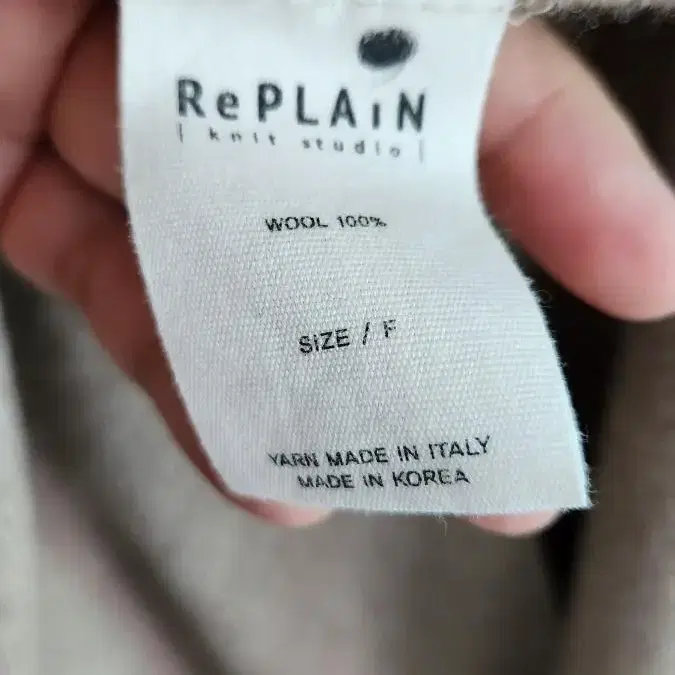 RePLAiN
| knit studio |
WOOL 100%
SIZE / F
YARN MADE IN ITALY
MADE IN KOREA